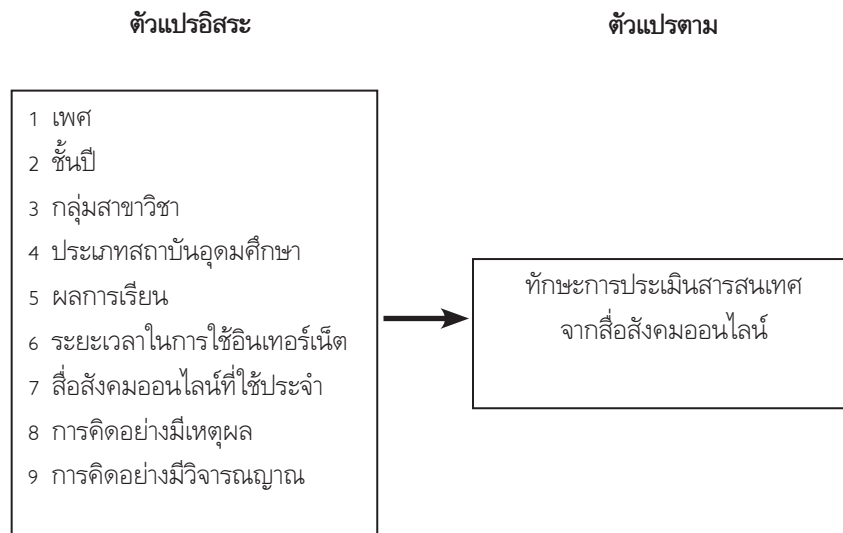 ตัวแปรอิสระ
ตัวแปรตาม
1 เพศ
2 ชั้นปี
3 กลุ่มสาขาวิชา
4 ประเภทสถาบันอุดมศึกษา
5 ผลการเรียน
6 ระยะเวลาในการใช้อินเทอร์เน็ต
7 สื่อสังคมออนไลน์ที่ใช้ประจำ
8 การคิดอย่างมีเหตุผล
9 การคิดอย่างมีวิจารณญาณ
ทักษะการประเมินสารสนเทศ
จากสื่อสังคมออนไลน์